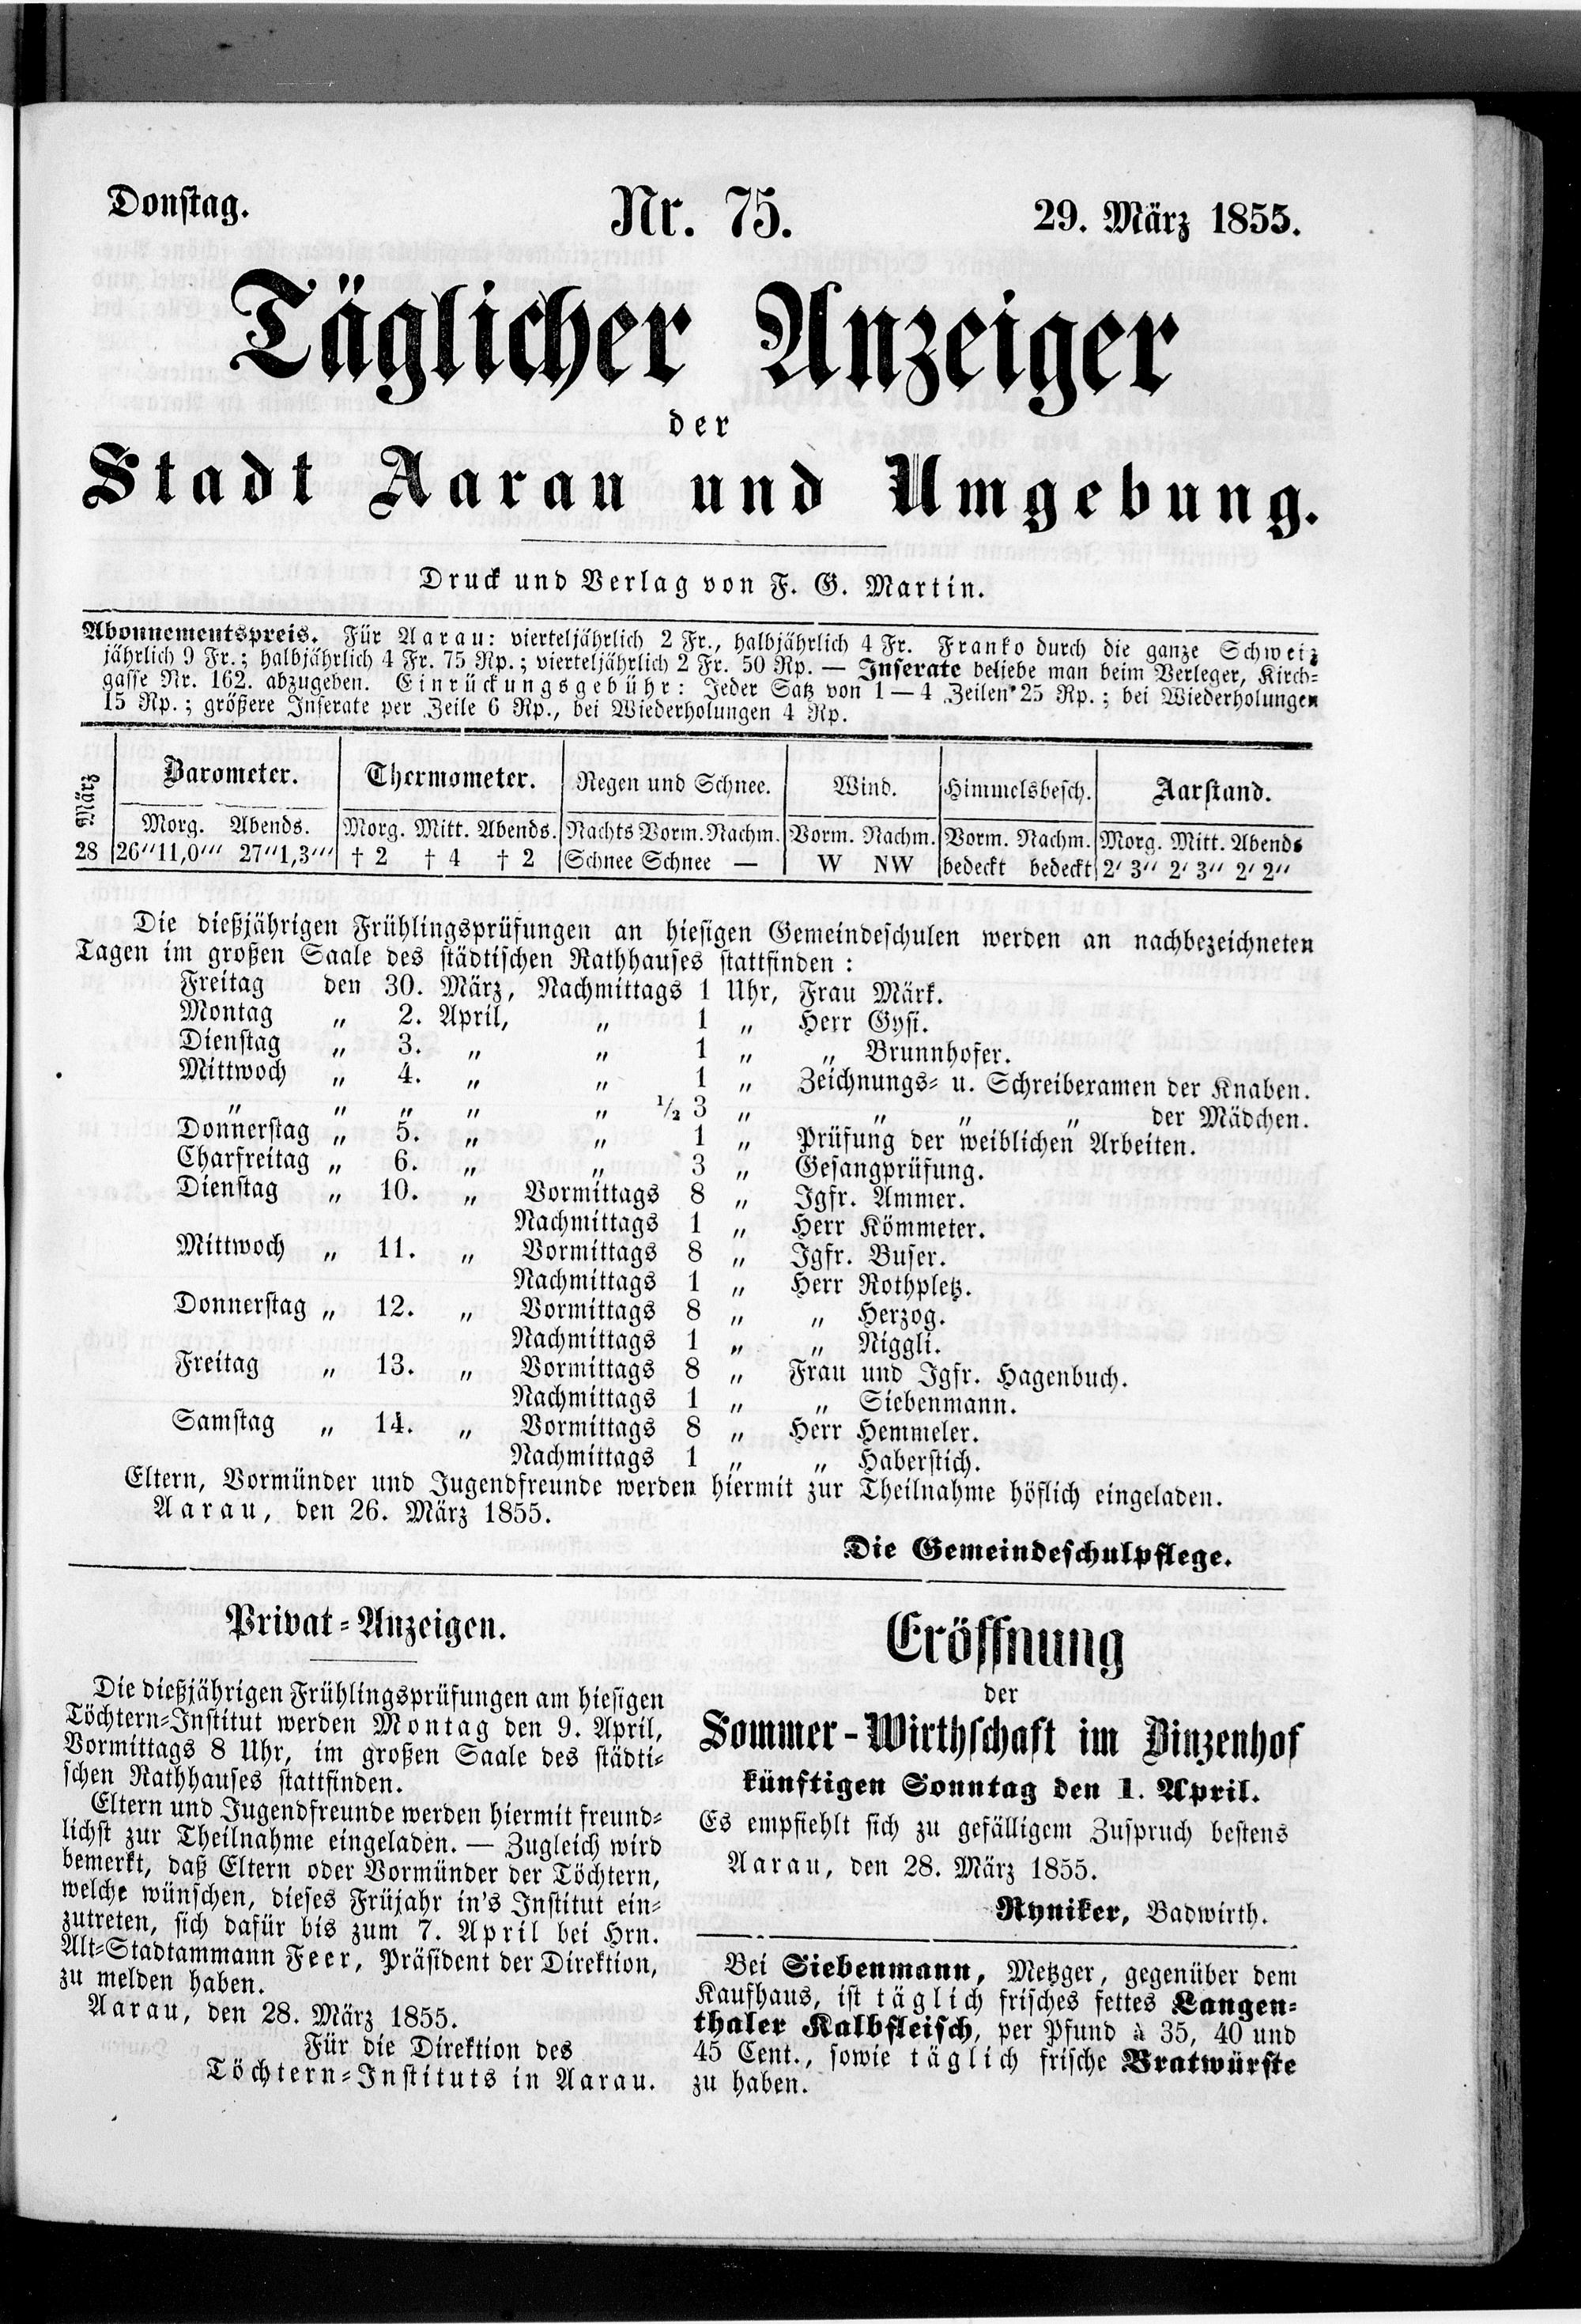 Donstag.
Nr. 75.
29. März 1855.
Täglicher Anzeiger
der
Stadt Aarau und Umgebung.
Druck und Verlag von F. G. Martin.
Abonnementspreis. Für Aarau: vierteljährlich 2 Fr., halbjährlich 4 Fr. Franko durch die ganze Schweiz
jährlich 9 Fr.; halbjährlich 4 Fr. 75 Rp.; vierteljährlich 2 Fr. 50 Rp. — Inserate beliebe man beim Verleger, Kirch=
gasse Nr. 162. abzugeben. Einrückungsgebühr: Jeder Satz von 1—4 Zeilen 25 Rp.; bei Wiederholungen
15 Rp.; größere Inserate per Zeile 6 Rp., bei Wiederholungen 4 Rp.
März Barometer. Thermometer. Regen und Schnee. Wind. Himmelsbesch. Aarstand.
Morg. Abends. Morg. Mitt. Abends. Nachts Vorm. Nachm. Vorm. Nachm. Vorm. Nachm. Morg. Mitt. Abends
28 26"11,0"' 27"1,3"' † 2 † 4 † 2 Schnee Schnee — W NW bedeckt bedeckt 2' 3" 2' 3" 2' 2"
Die dießjährigen Frühlingsprüfungen an hiesigen Gemeindeschulen werden an nachbezeichneten
Tagen im großen Saale des städtischen Rathhauses stattfinden:
Freitag den 30. März, Nachmittags 1 Uhr, Frau Märk.
Montag „ 2. April, „ 1 „ Herr Gysi.
Dienstag „ 3. „ „ 1 „ „ Brunnhofer.
Mittwoch „ 4. „ „ 1 „ Zeichnungs= u. Schreibexamen der Knaben.
„ „ „ „ „ ½ 3 „ „ „ „ der Mädchen.
Donnerstag „ 5. „ „ 1 „ Prüfung der weiblichen Arbeiten.
Charfreitag „ 6. „ „ 3 „ Gesangprüfung.
Dienstag „ 10. „ Vormittags 8 „ Igfr. Ammer.
Nachmittags 1 „ Herr Kömmeter.
Mittwoch „ 11. „ Vormittags 8 „ Igfr. Buser.
Nachmittags 1 „ Herr Rothpletz.
Donnerstag „ 12. „ Vormittags 8 „ „ Herzog.
Nachmittags 1 „ „ Niggli.
Freitag „ 13. „ Vormittags 8 „ Frau und Igfr. Hagenbuch.
Nachmittags 1 „ „ Siebenmann.
Samstag „ 14. „ Vormittags 8 „ Herr Hemmeler.
Nachmittags 1 „ „ Haberstich.
Eltern, Vormünder und Jugendfreunde werden hiermit zur Theilnahme höflich eingeladen.
Aarau, den 26. März 1855.
Die Gemeindeschulpflege.
Privat=Anzeigen.
Die dießjährigen Frühlingsprüfungen am hiesigen
Töchtern=Institut werden Montag den 9. April,
Vormittags 8 Uhr, im großen Saale des städti=
schen Rathhauses stattfinden.
Eltern und Jugendfreunde werden hiermit freund=
lichst zur Theilnahme eingeladen. — Zugleich wird
bemerkt, daß Eltern oder Vormünder der Töchtern,
welche wünschen, dieses Früjahr in's Institut ein=
zutreten, sich dafür bis zum 7. April bei Hrn.
Alt=Stadtammann Feer, Präsident der Direktion,
zu melden haben.
Aarau, den 28. März 1855.
Für die Direktion des
Töchtern=Instituts in Aarau.
Eröffnung
der
Sommer=Wirthschaft im Binzenhof
künftigen Sonntag den 1. April.
Es empfiehlt sich zu gefälligem Zuspruch bestens
Aarau, den 28. März 1855.
Ryniker, Badwirth.
Bei Siebenmann, Metzger, gegenüber dem
Kaufhaus, ist täglich frisches fettes Langen=
thaler Kalbfleisch, per Pfund à 35, 40 und
45 Cent., sowie täglich frische Bratwürste
zu haben.